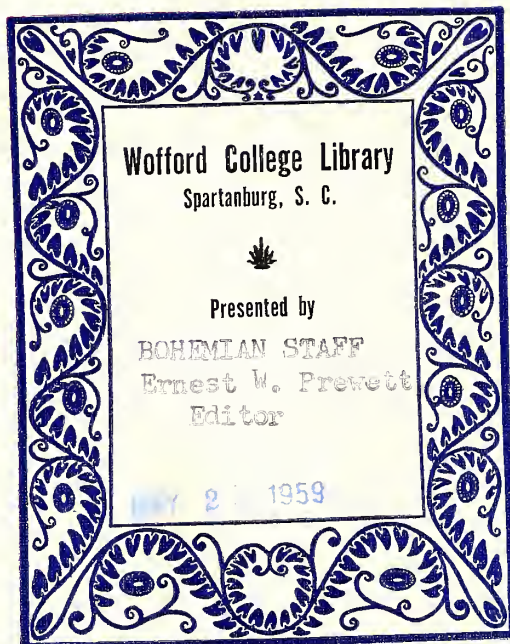 Wofford College Library
Spartanburg, S. C.
Presented by
BOHEMIAN STAFF
Ernest W. Prewett
Editor
2 1959